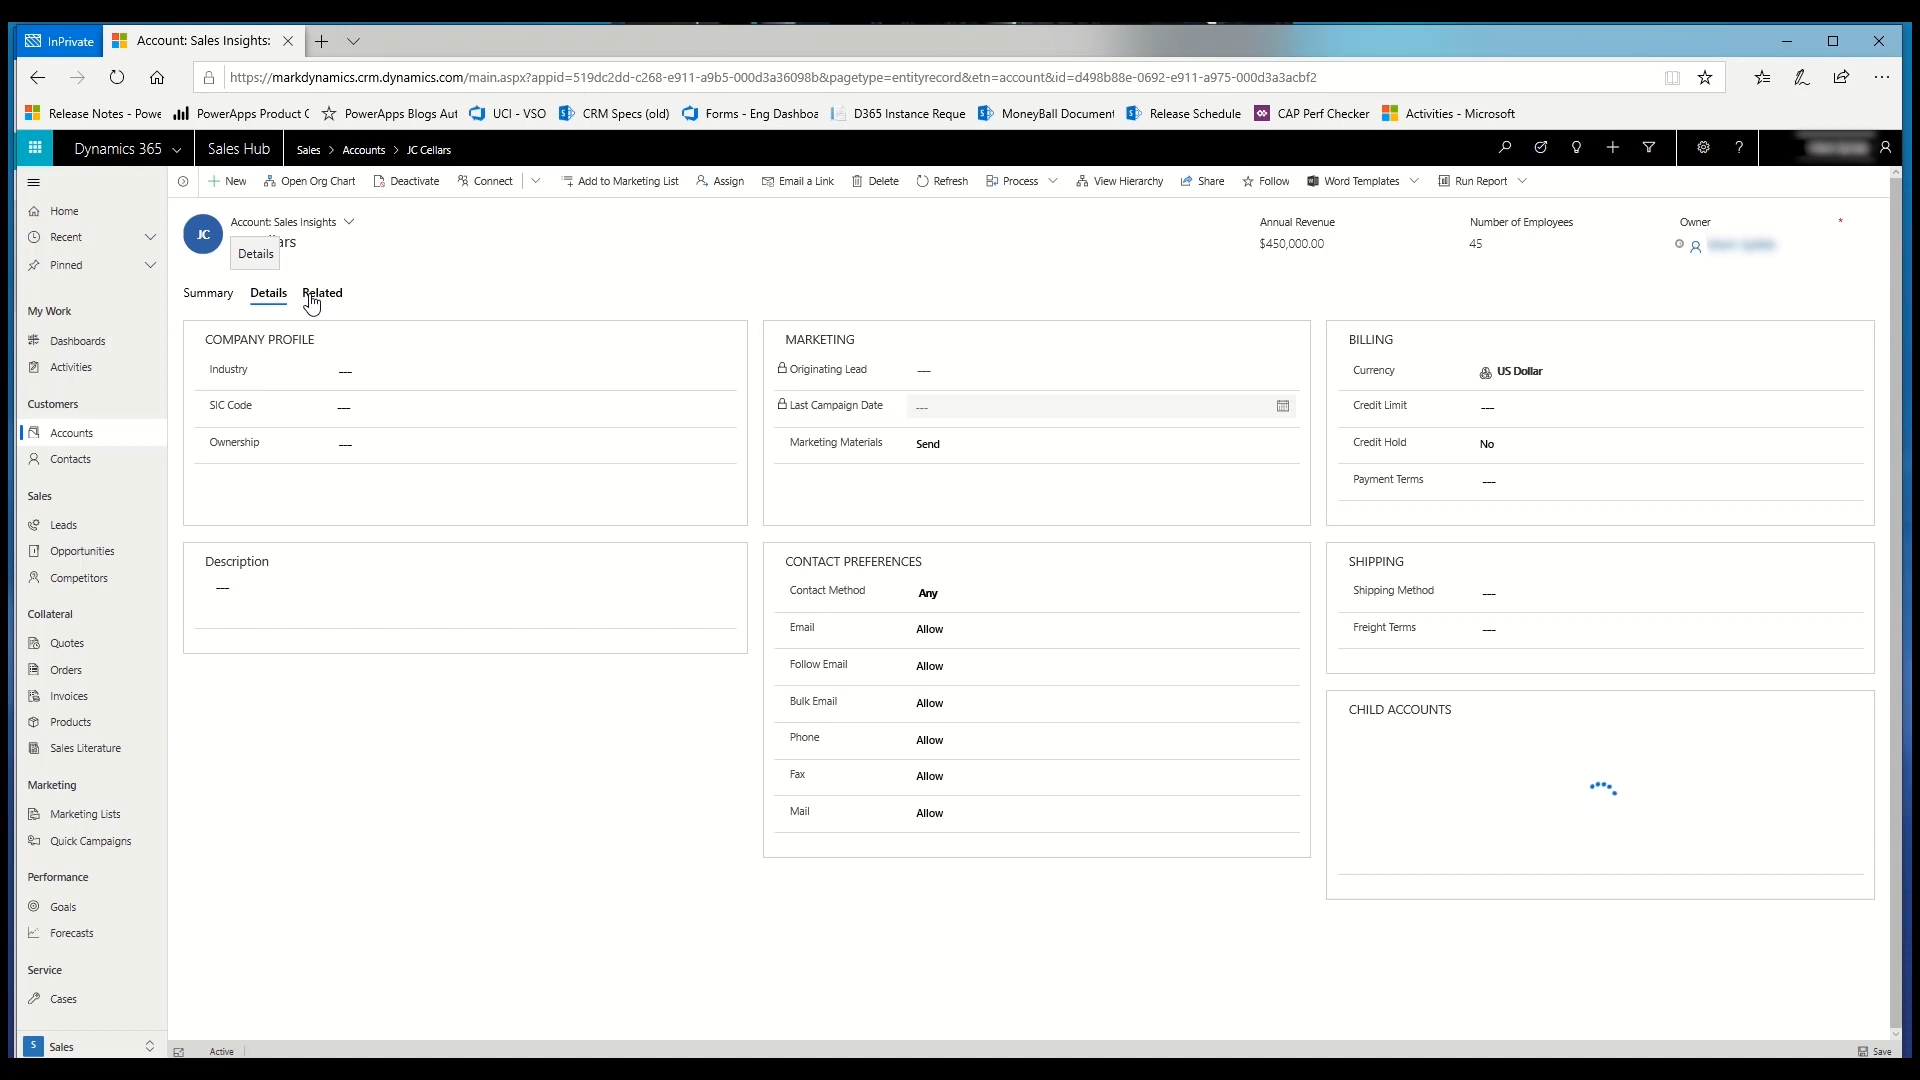 InPrivate
Account: Sales Insights:
https://markdynamics.crm.dynamics.com/main.aspx?appid=519dc2dd-c268-e911-a9b5-000d3a36098b&pagetype=entityrecord&etn=account&id=d498b88e-0692-e911-a975-000d3a3acbf2
Release Notes - Powe PowerApps Product C PowerApps Blogs Aut UCI - VSO CRM Specs (old) Forms - Eng Dashboa D365 Instance Reque MoneyBall Document Release Schedule CAP Perf Checker Activities - Microsoft
Dynamics 365 Sales Hub Sales > Accounts > JC Cellars
New Open Org Chart Deactivate Connect Add to Marketing List Assign Email a Link Delete Refresh Process View Hierarchy Share Follow Word Templates Run Report
Home
Recent
Pinned
My Work
Dashboards
Activities
Customers
Accounts
Contacts
Sales
Leads
Opportunities
Competitors
Collateral
Quotes
Orders
Invoices
Products
Sales Literature
Marketing
Marketing Lists
Quick Campaigns
Performance
Goals
Forecasts
Service
Cases
S Sales
JC
Account: Sales Insights
ars
Details
Annual Revenue
$450,000.00
Number of Employees
45
Owner *
Summary Details Related
COMPANY PROFILE
Industry ---
SIC Code ---
Ownership ---
Description
---
MARKETING
Originating Lead ---
Last Campaign Date ---
Marketing Materials Send
CONTACT PREFERENCES
Contact Method Any
Email Allow
Follow Email Allow
Bulk Email Allow
Phone Allow
Fax Allow
Mail Allow
BILLING
Currency US Dollar
Credit Limit ---
Credit Hold No
Payment Terms ---
SHIPPING
Shipping Method ---
Freight Terms ---
CHILD ACCOUNTS
Active
Save